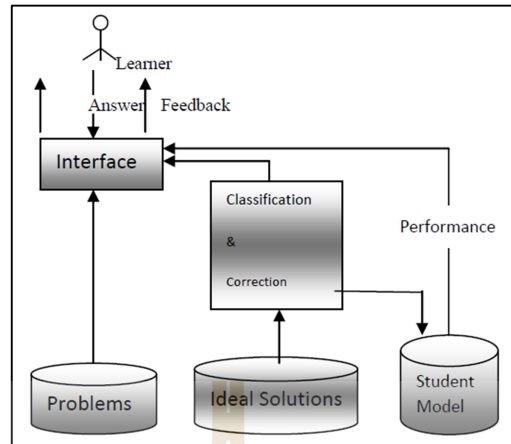 Learner
Answer Feedback
Interface
Classification
&
Correction
Performance
Problems
Ideal Solutions
Student
Model